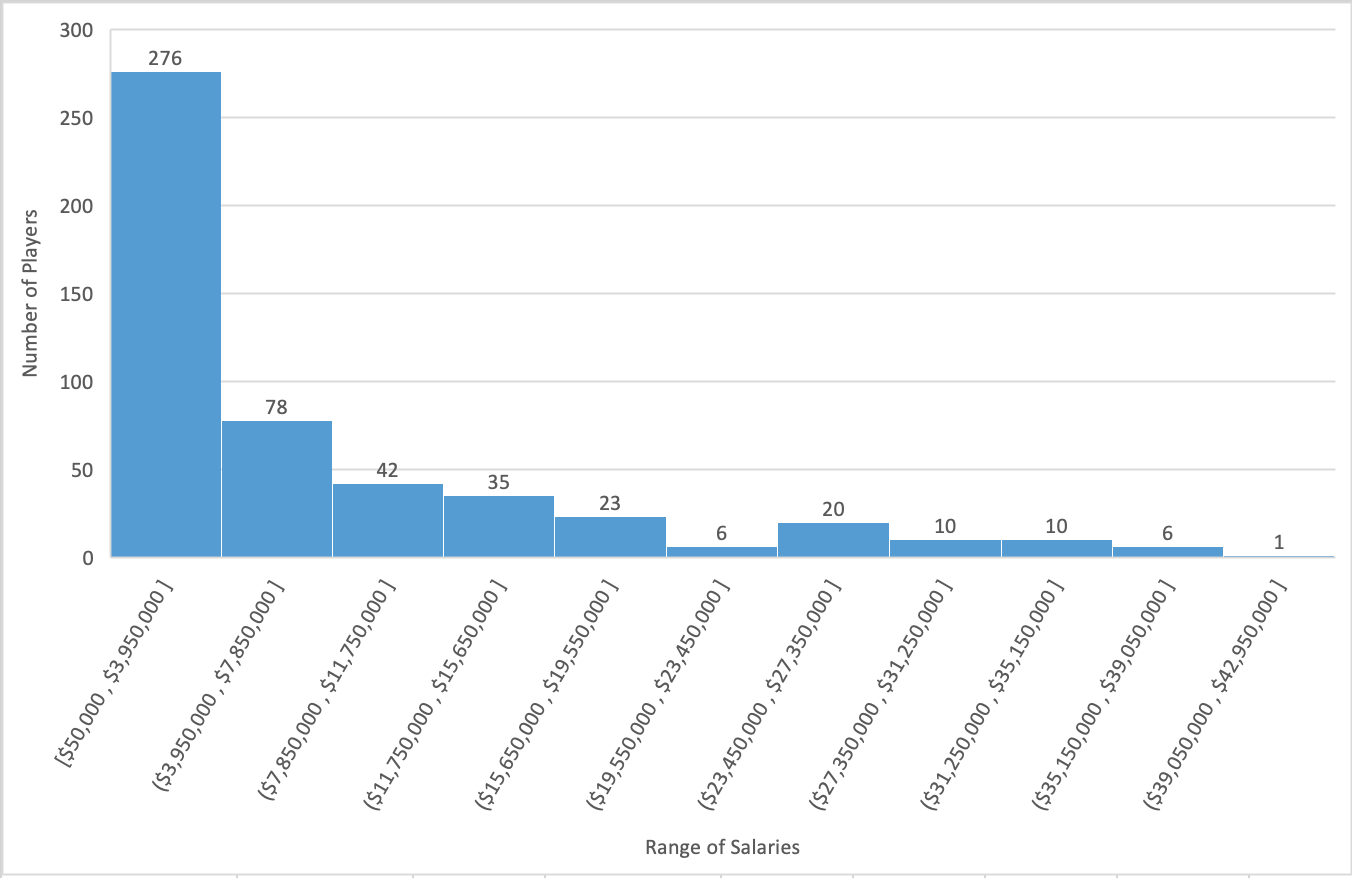 300
276
250
200
150
100
78
50
42
35
23
6
20
10
10
6
1
0
Number of Players
[$50,000 , $3,950,000 ]
($3,950,000 , $7,850,000 ]
($7,850,000 , $11,750,000 ]
($11,750,000 , $15,650,000 ]
($15,650,000 , $19,550,000 ]
($19,550,000 , $23,450,000 ]
($23,450,000 , $27,350,000 ]
($27,350,000 , $31,250,000 ]
($31,250,000 , $35,150,000 ]
($35,150,000 , $39,050,000 ]
($39,050,000 , $42,950,000 ]
Range of Salaries